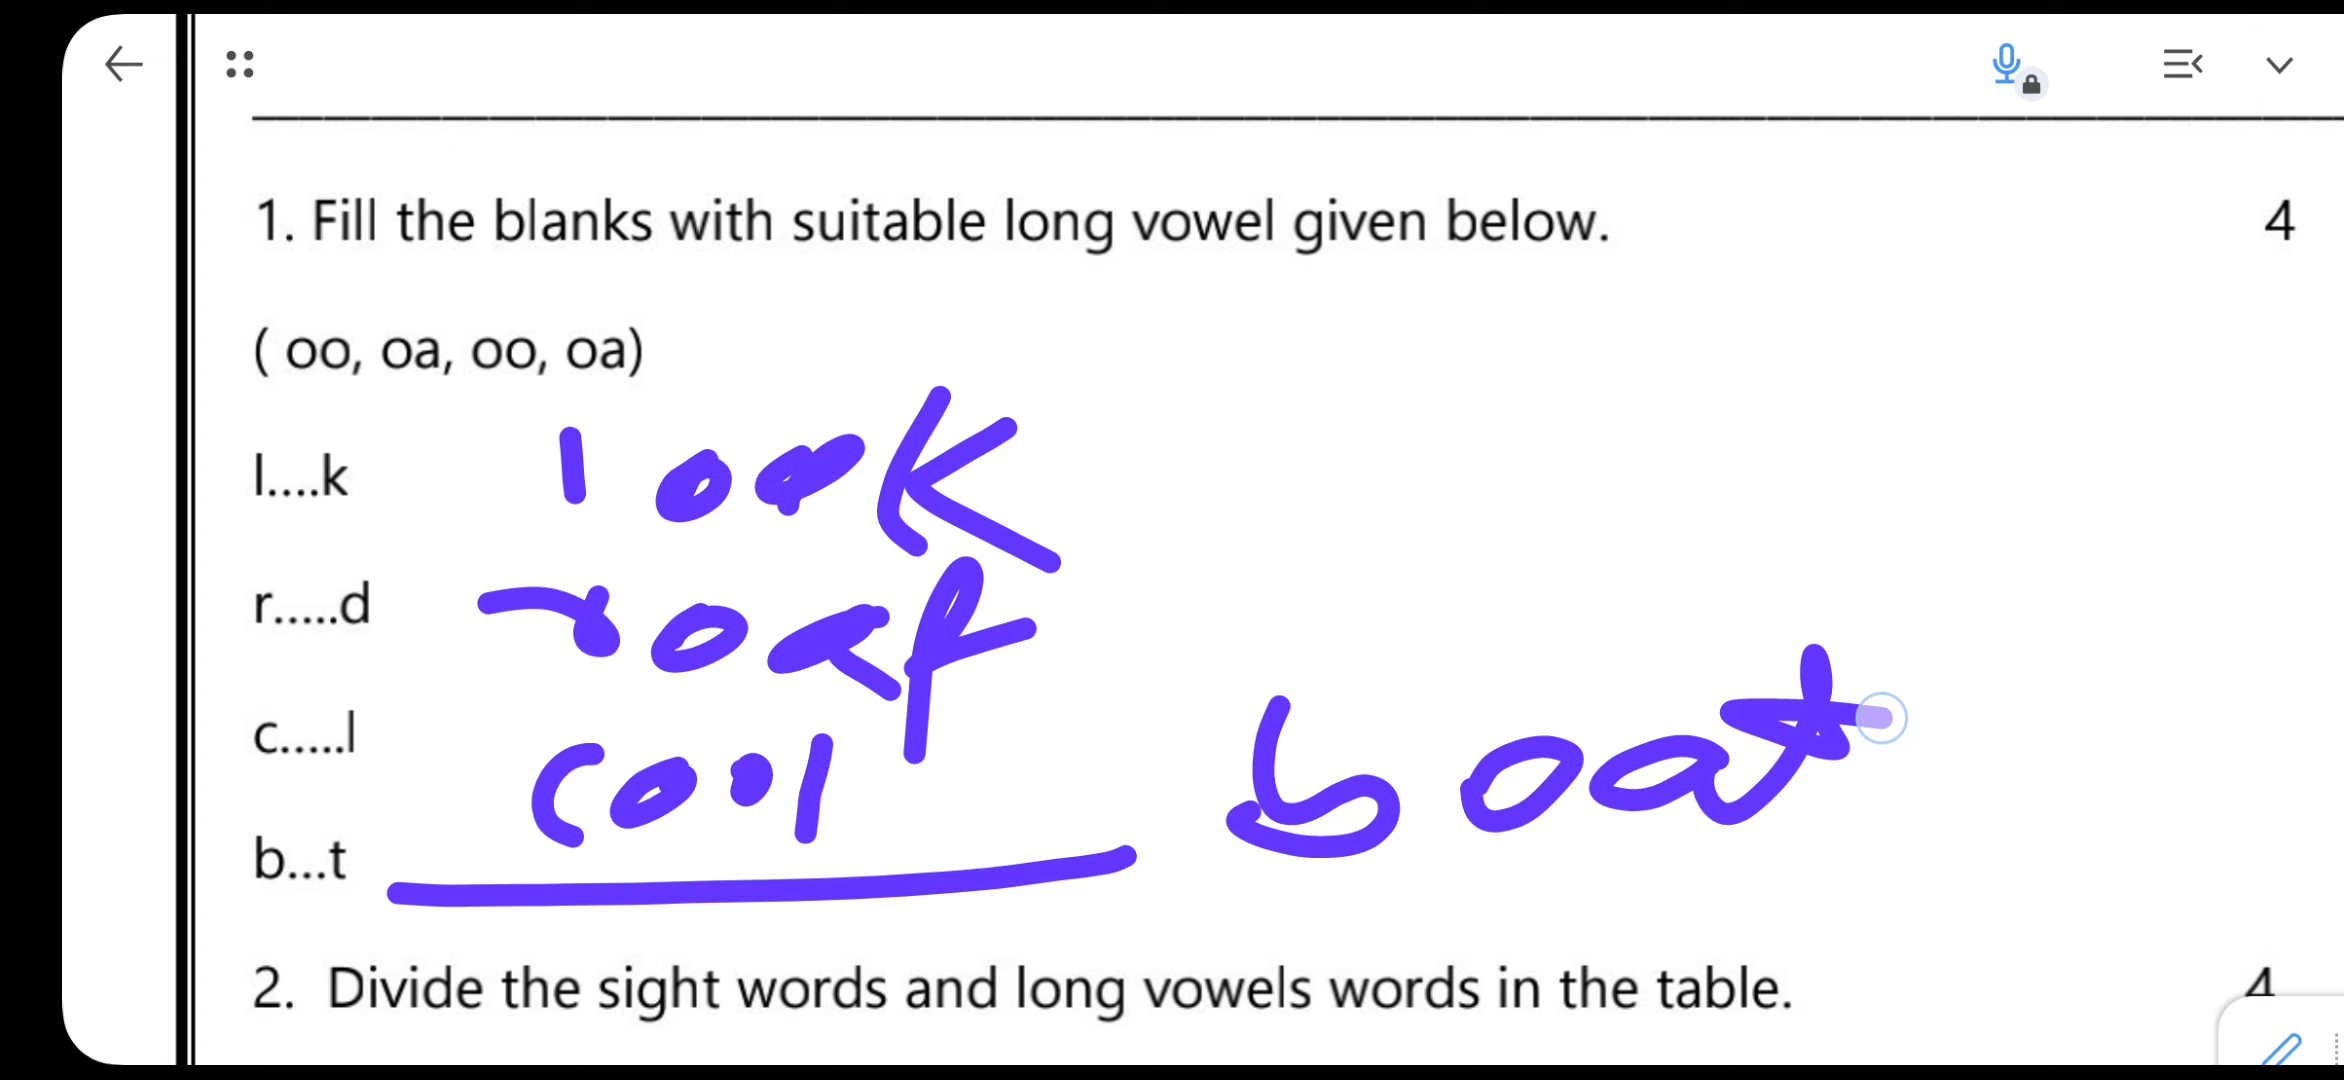 1. Fill the blanks with suitable long vowel given below. 4
( oo, oa, oo, oa)
l....k look
r.....d
c.....l cool
b...t boat
2. Divide the sight words and long vowels words in the table. 4